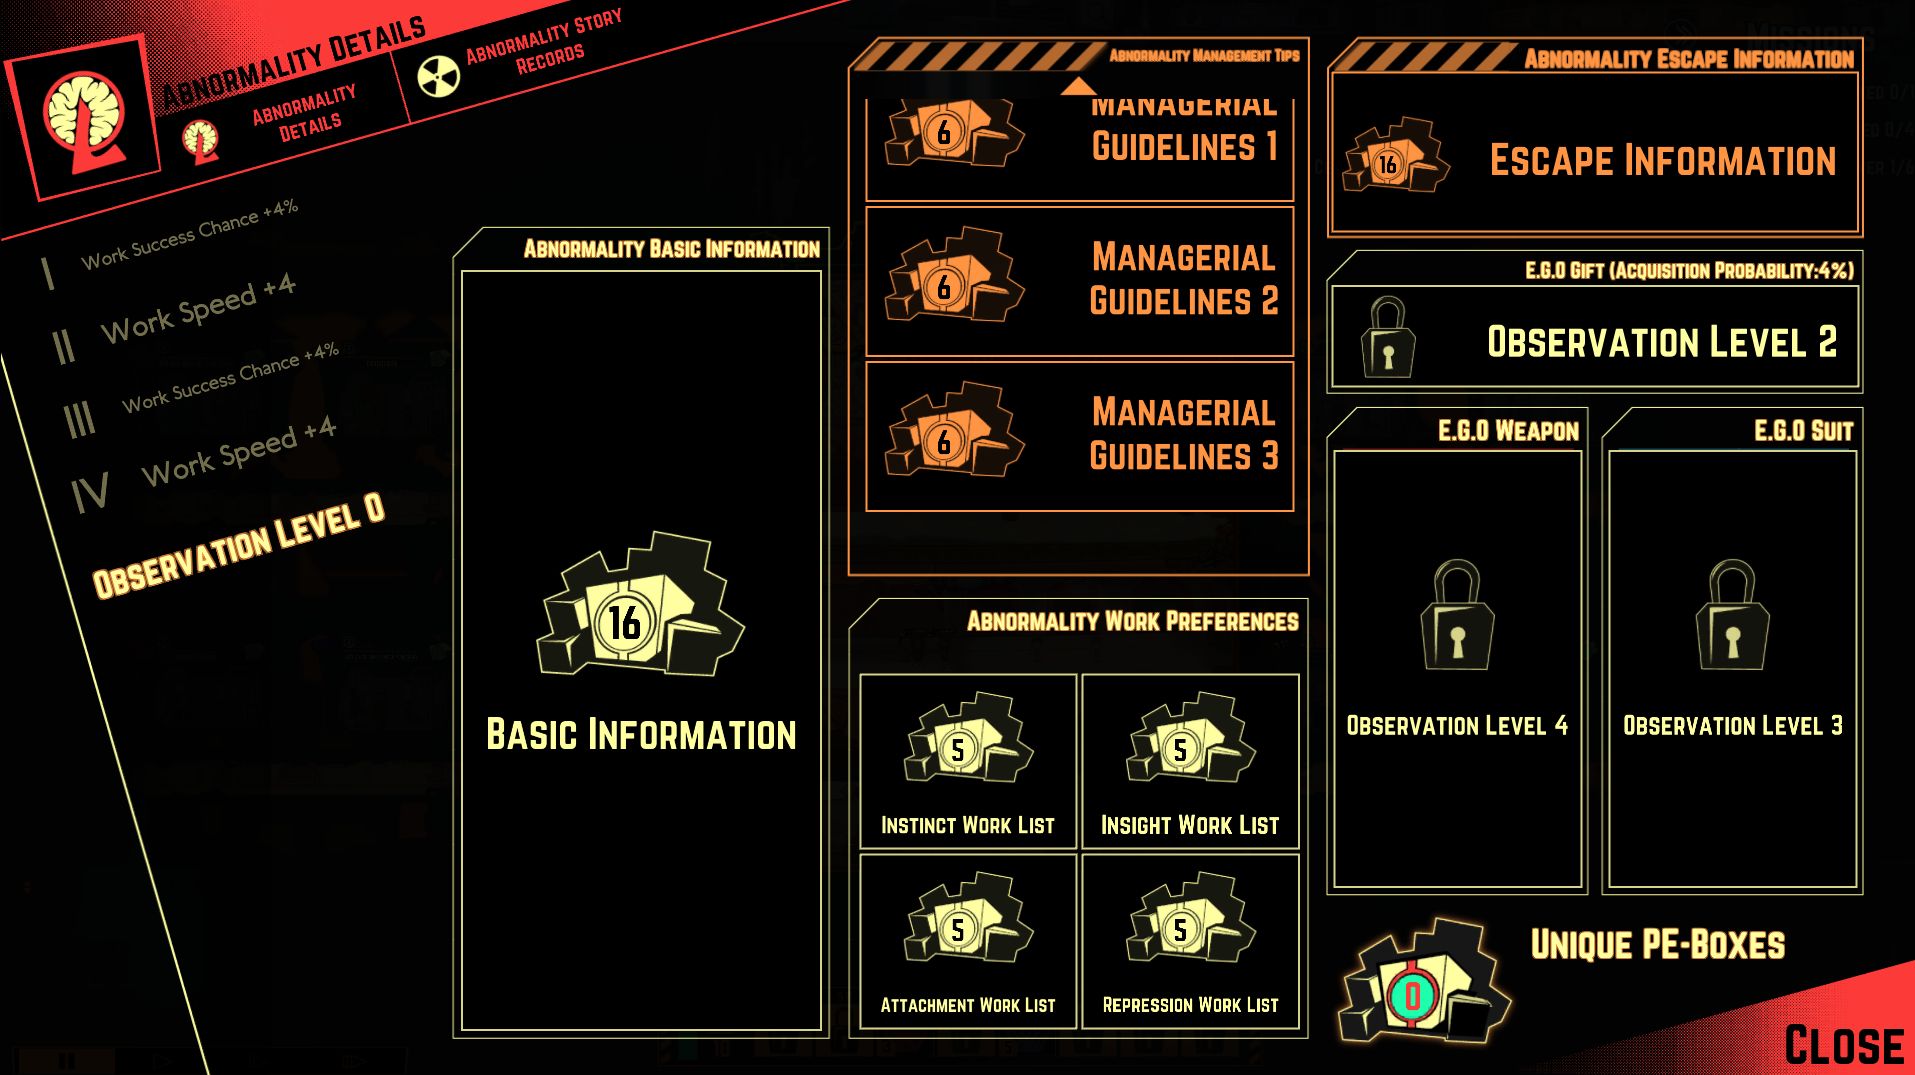 Abnormality Details
Abnormality
Details
Abnormality Story
Records
I
Work Success Chance +4%
II
Work Speed +4
III
Work Success Chance +4%
IV
Work Speed +4
Observation Level 0
Abnormality Basic Information
16
Basic Information
Abnormality Management Tips
6
Managerial
Guidelines 1
6
Managerial
Guidelines 2
6
Managerial
Guidelines 3
Abnormality Work Preferences
5
Instinct Work List
5
Insight Work List
5
Attachment Work List
5
Repression Work List
Missions
Abnormality Escape Information
16
Escape Information
E.G.O Gift (Acquisition Probability:4%)
Observation Level 2
E.G.O Weapon
Observation Level 4
E.G.O Suit
Observation Level 3
Unique PE-Boxes
0
Close